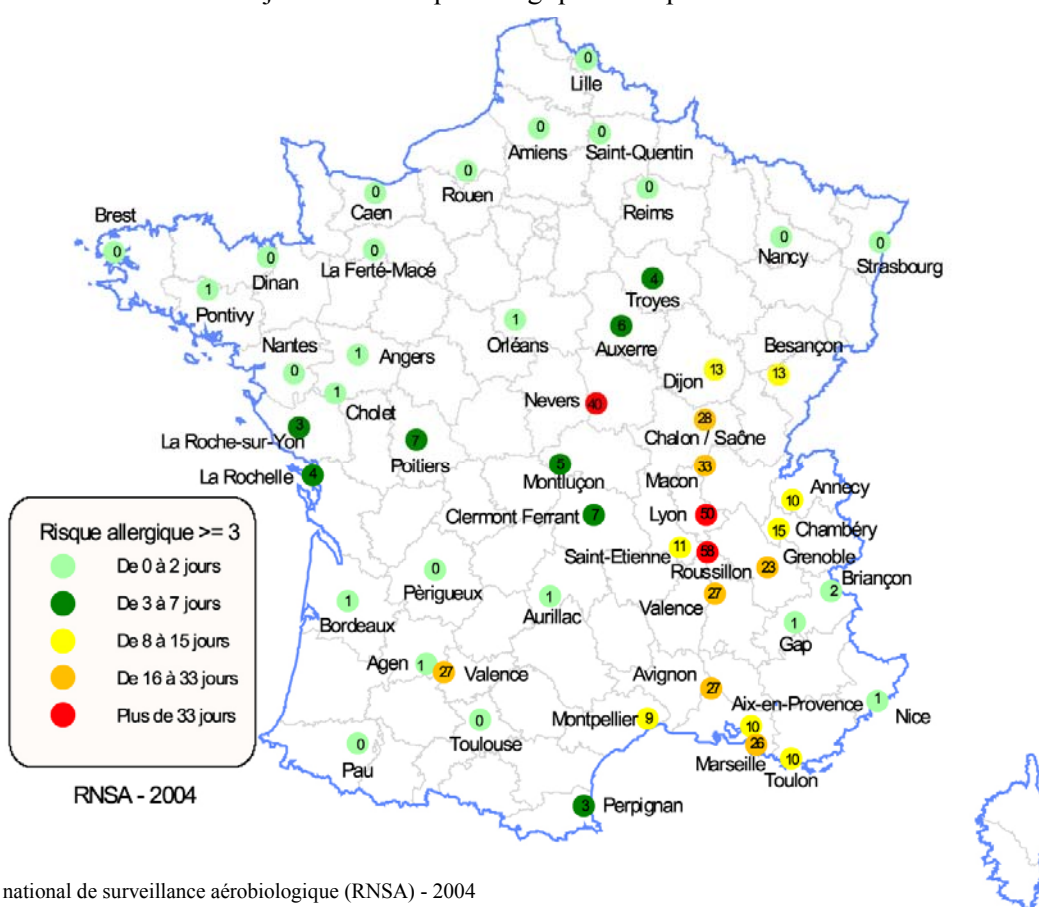 0
Lille
0
Amiens
0
Saint-Quentin
0
Rouen
0
Caen
0
Reims
Brest
0
0
Dinan
0
La Ferté-Macé
0
Nancy
0
Strasbourg
1
Pontivy
4
Troyes
1
Orléans
6
Auxerre
Nantes
0
1
Angers
Besançon
13
Dijon
13
1
Cholet
Nevers
40
28
Chalon / Saône
3
La Roche-sur-Yon
7
Poitiers
La Rochelle
4
5
Montluçon
33
Macon
Annecy
10
Clermont Ferrant
7
Lyon
50
Chambéry
15
Saint-Etienne
11
58
Roussillon
Grenoble
23
Briançon
2
0
Pèrigueux
1
Bordeaux
1
Aurillac
Valence
27
1
Gap
Agen
1
27
Valence
Avignon
27
Aix-en-Provence
10
1
Nice
0
Toulouse
Montpellier
9
26
Marseille
10
Toulon
0
Pau
3
Perpignan
Risque allergique >= 3
De 0 à 2 jours
De 3 à 7 jours
De 8 à 15 jours
De 16 à 33 jours
Plus de 33 jours
RNSA - 2004
national de surveillance aérobiologique (RNSA) - 2004